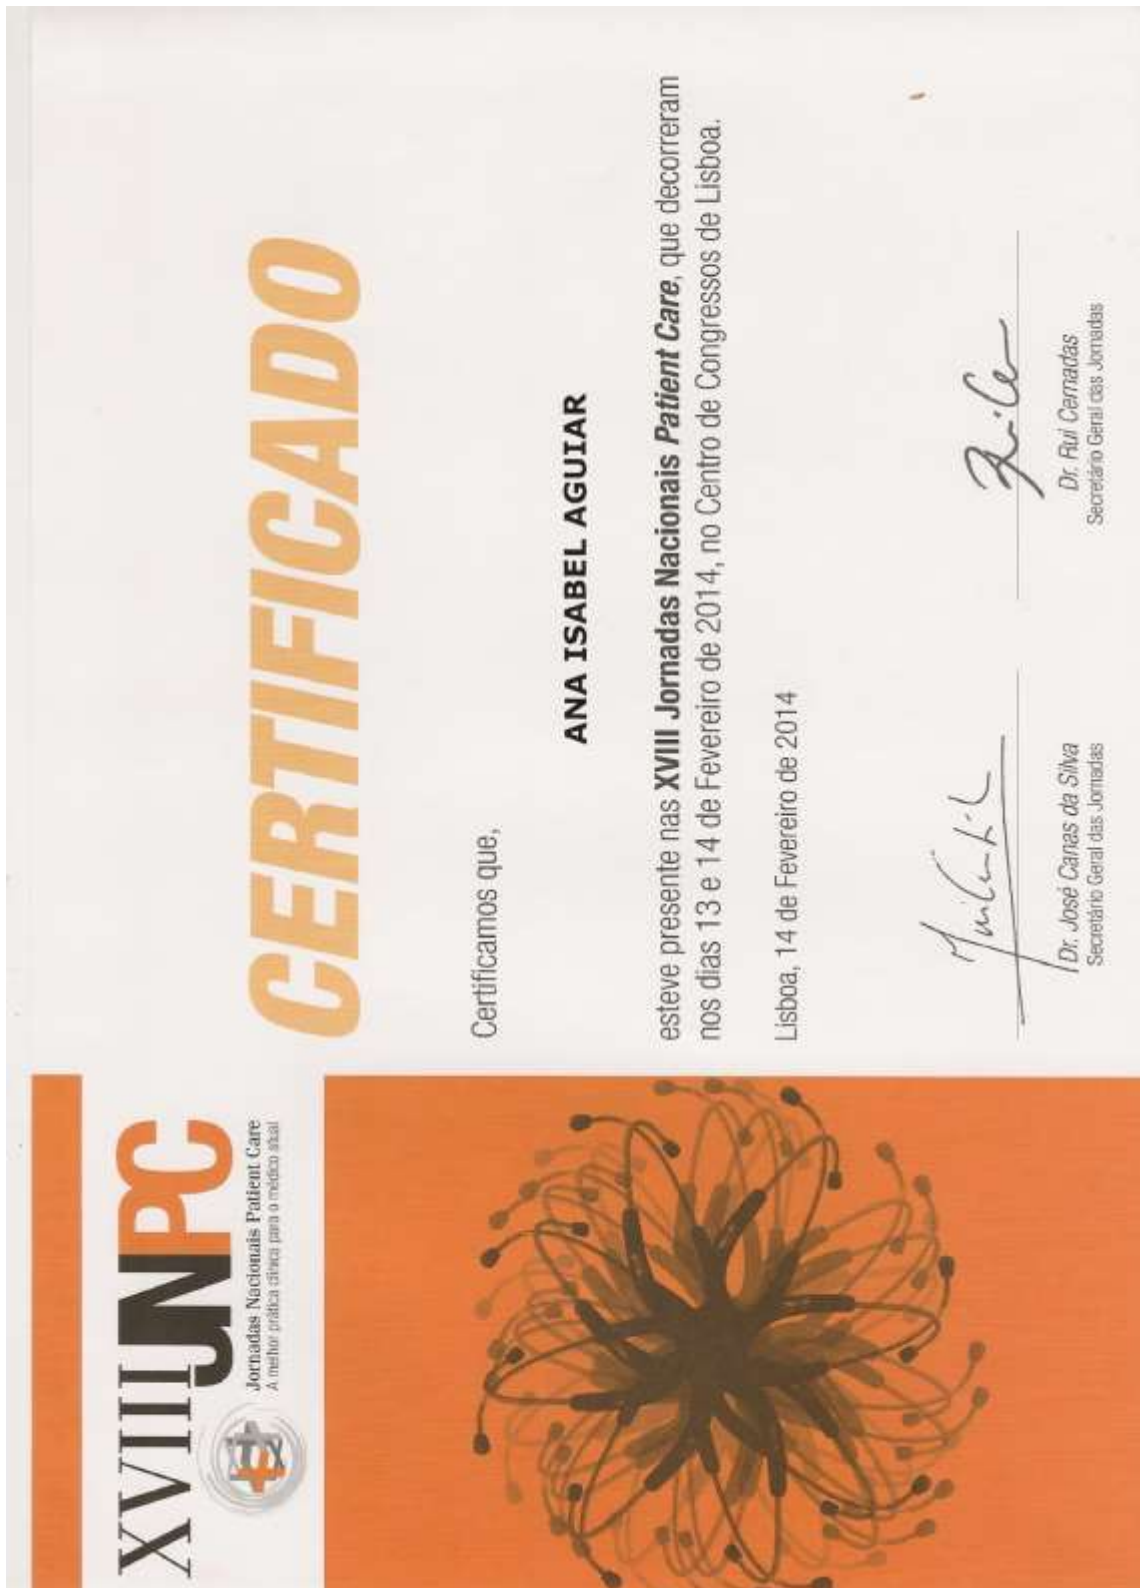 XVIII JNPC
Jornadas Nacionais Patient Care
A melhor prática clínica para o médico atual
CERTIFICADO
Certificamos que,
ANA ISABEL AGUIAR
esteve presente nas XVIII Jornadas Nacionais Patient Care, que decorreram
nos dias 13 e 14 de Fevereiro de 2014, no Centro de Congressos de Lisboa.
Lisboa, 14 de Fevereiro de 2014
Dr. José Canas da Silva
Secretário Geral das Jornadas
Dr. Rui Cernadas
Secretário Geral das Jornadas